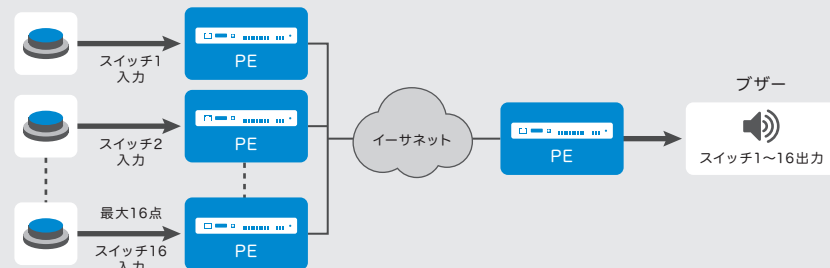 スイッチ1
入力
PE
スイッチ2
入力
PE
最大16点
スイッチ16
入力
PE
イーサネット
PE
ブザー
スイッチ1～16出力